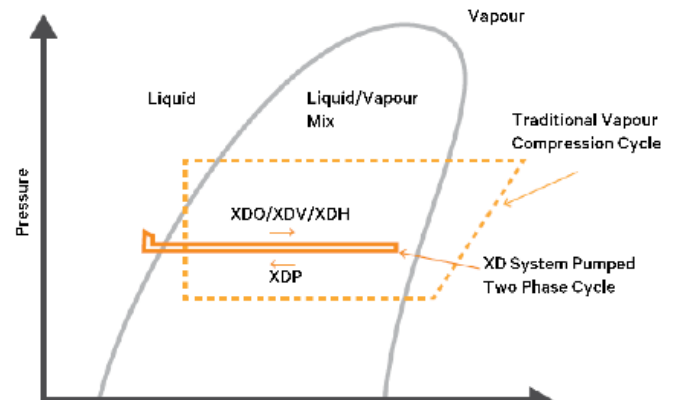 Vapour
Liquid
Liquid/Vapour
Mix
Traditional Vapour
Compression Cycle
Pressure
XDO/XDV/XDH
XDP
XD System Pumped
Two Phase Cycle